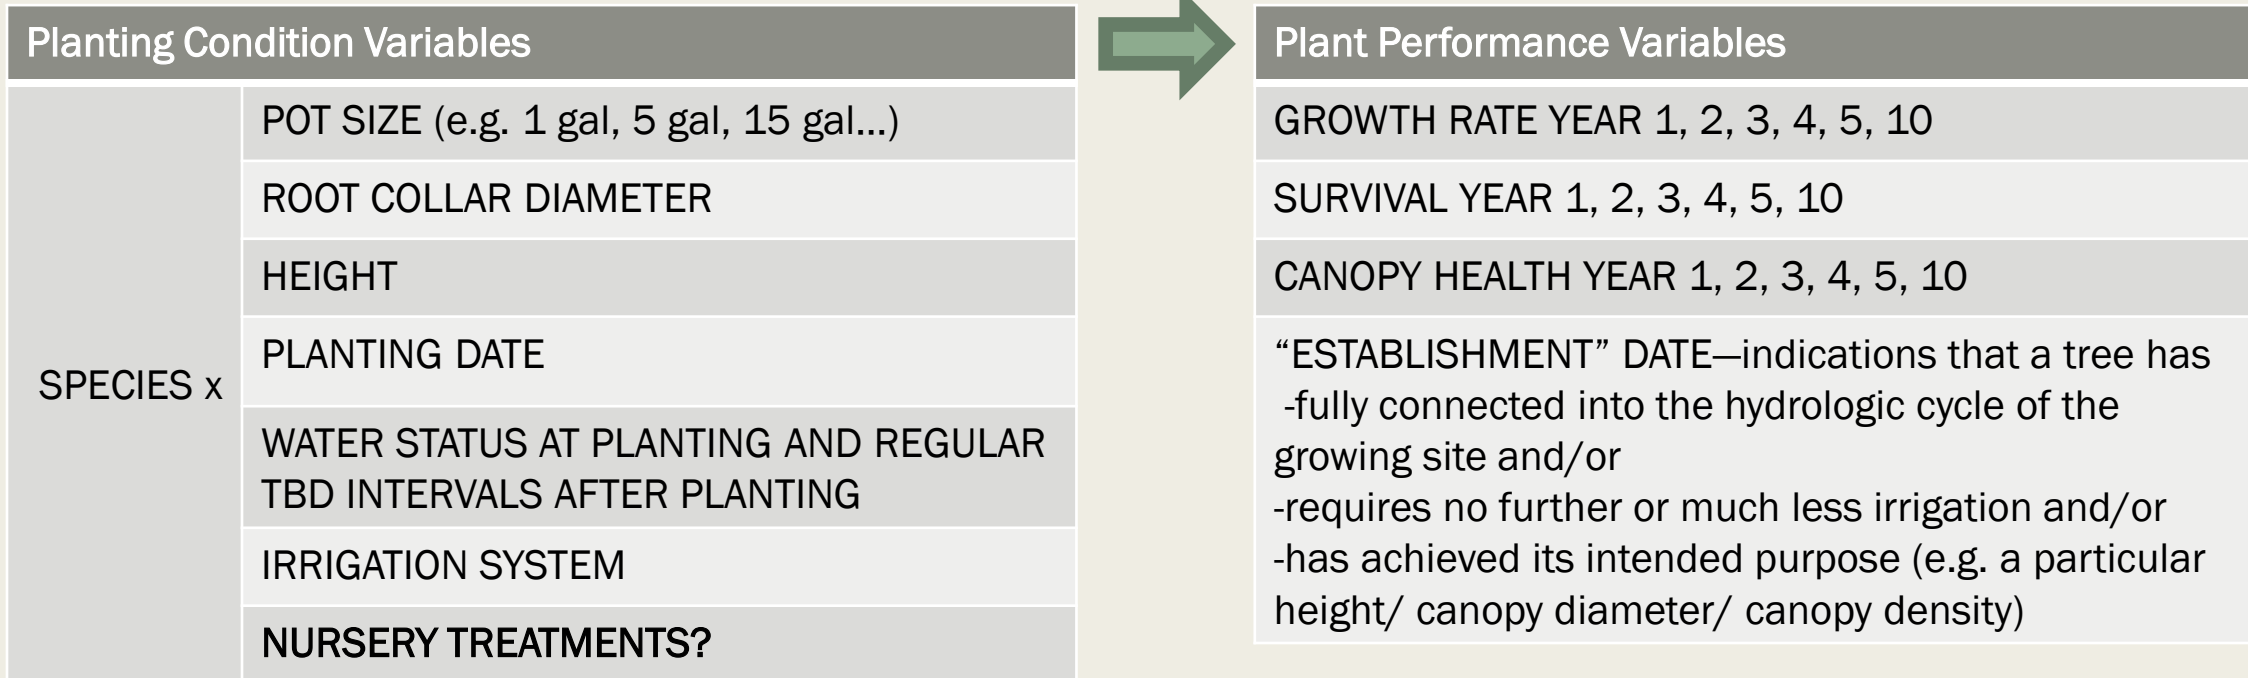 Planting Condition Variables
SPECIES x
POT SIZE (e.g. 1 gal, 5 gal, 15 gal...)
ROOT COLLAR DIAMETER
HEIGHT
PLANTING DATE
WATER STATUS AT PLANTING AND REGULAR
TBD INTERVALS AFTER PLANTING
IRRIGATION SYSTEM
NURSERY TREATMENTS?
Plant Performance Variables
GROWTH RATE YEAR 1, 2, 3, 4, 5, 10
SURVIVAL YEAR 1, 2, 3, 4, 5, 10
CANOPY HEALTH YEAR 1, 2, 3, 4, 5, 10
“ESTABLISHMENT” DATE—indications that a tree has
-fully connected into the hydrologic cycle of the
growing site and/or
-requires no further or much less irrigation and/or
-has achieved its intended purpose (e.g. a particular
height/ canopy diameter/ canopy density)